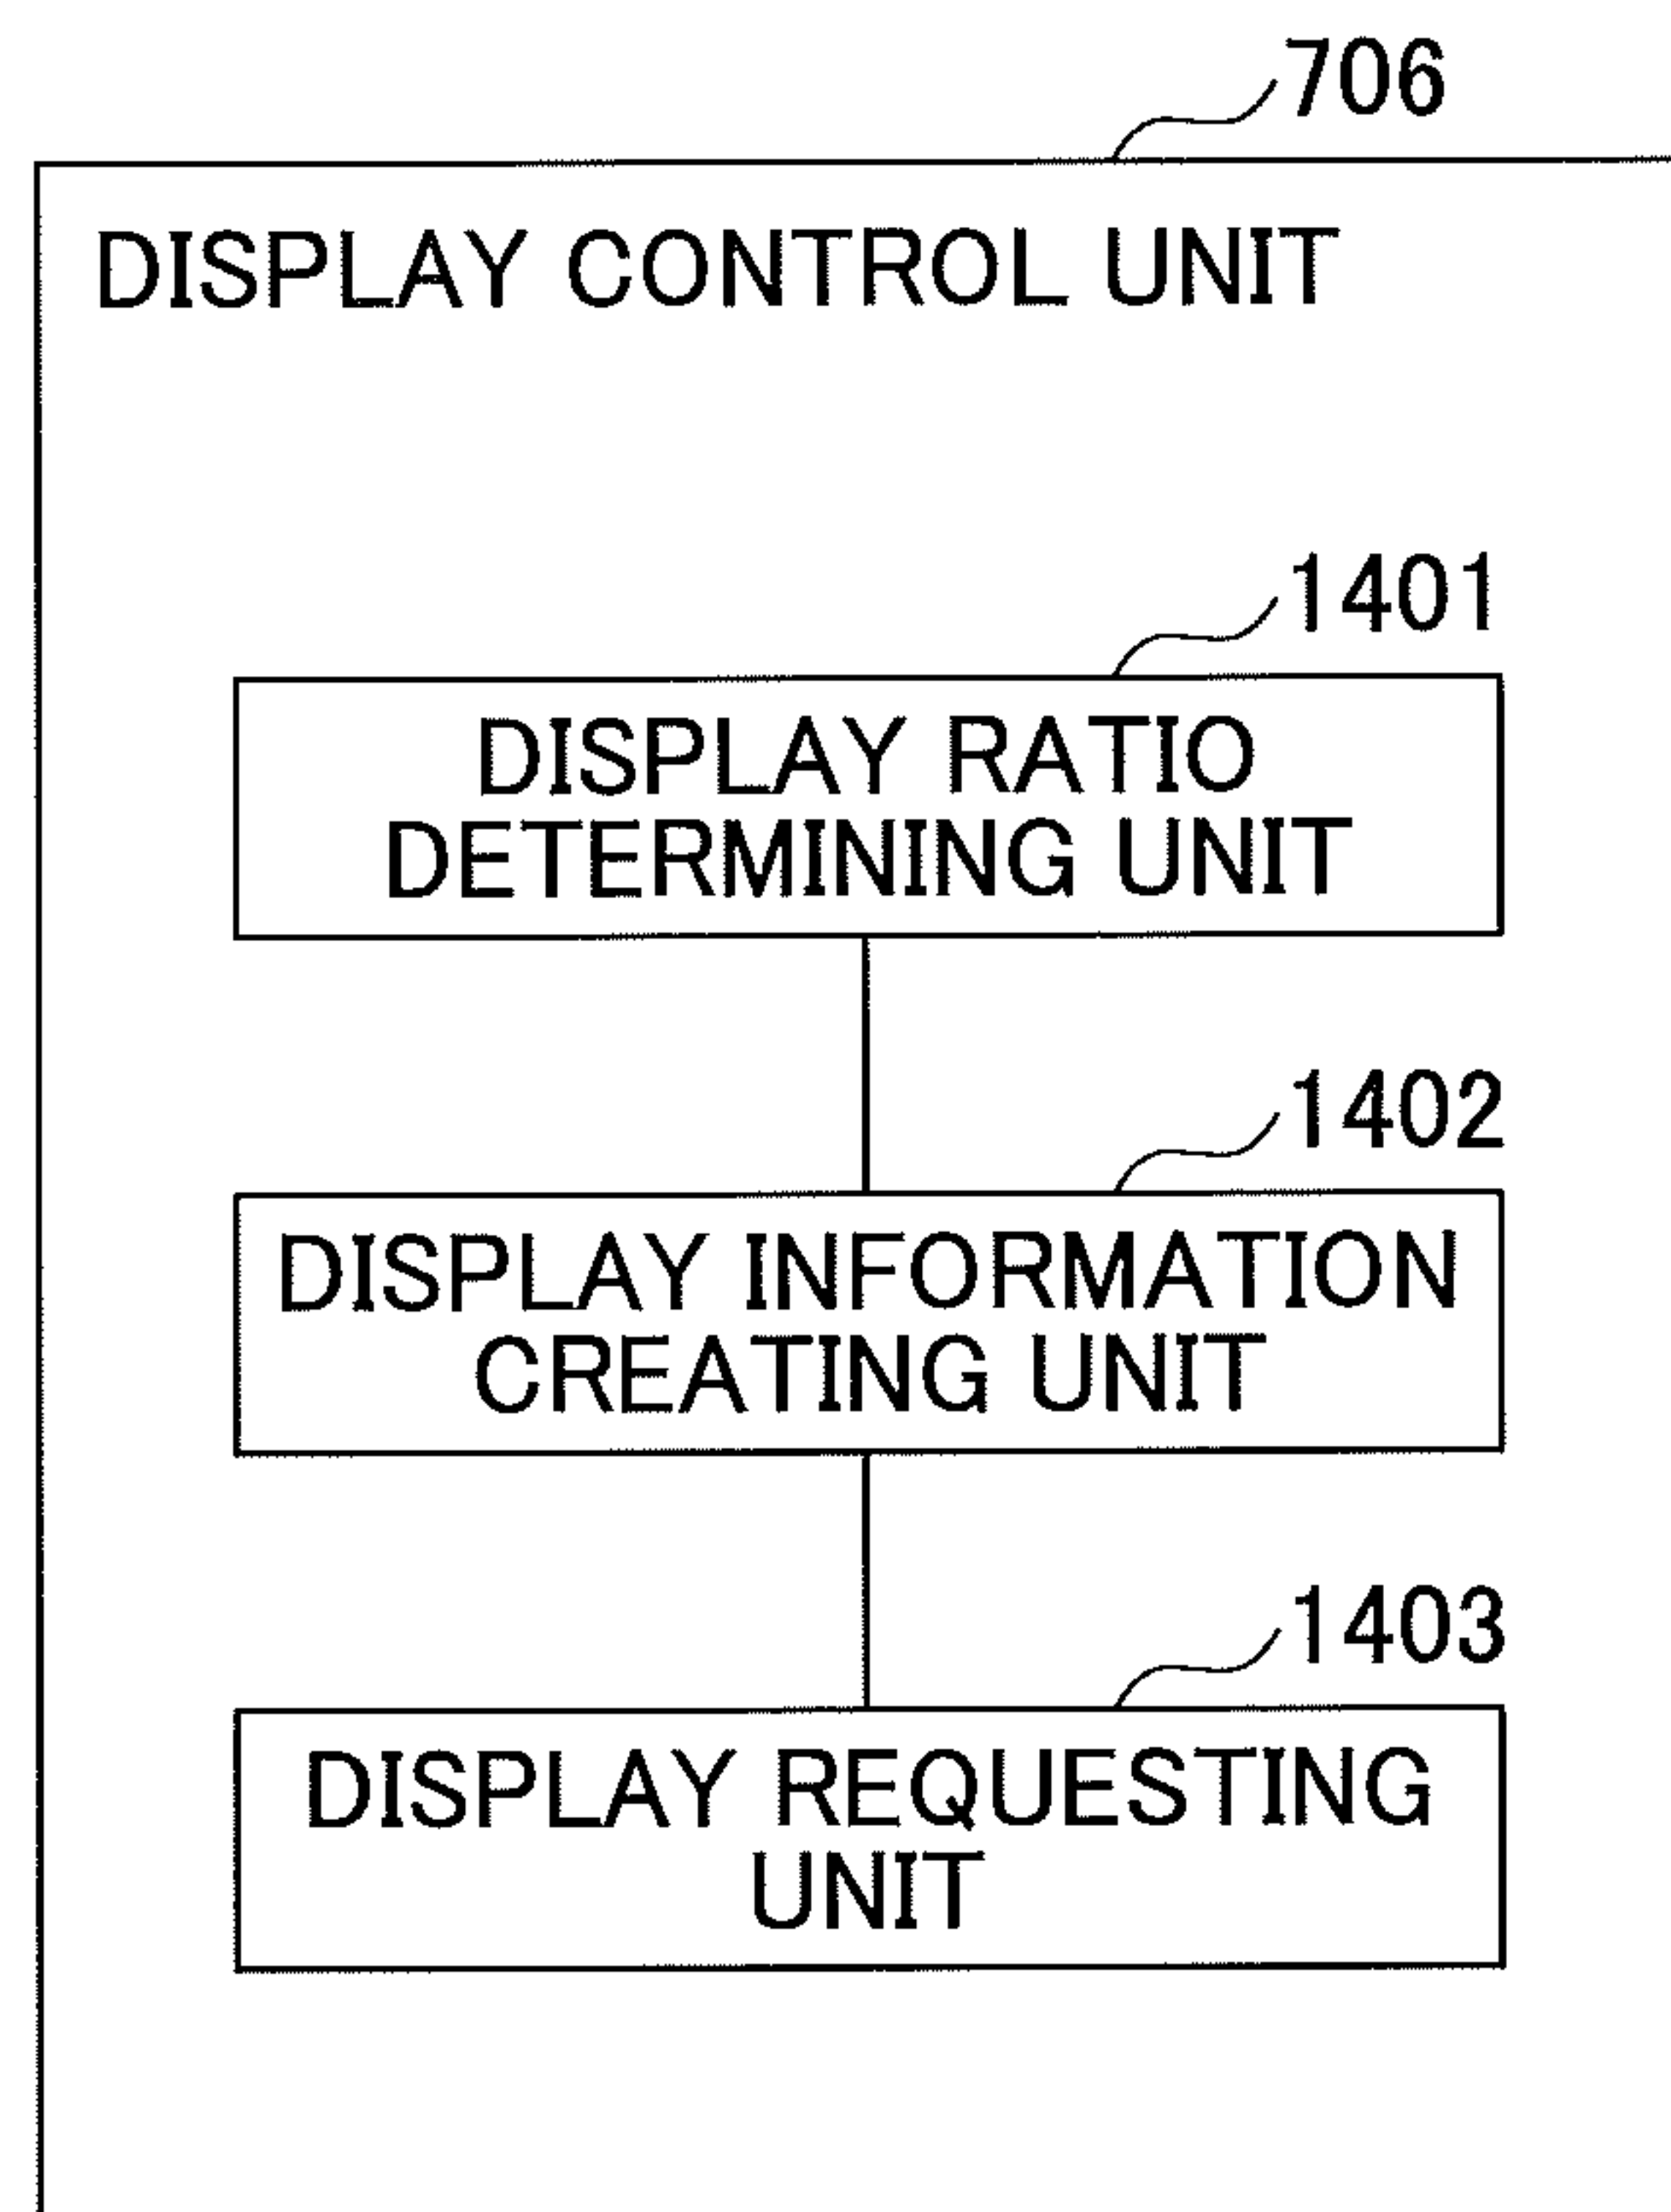 706
DISPLAY CONTROL UNIT
1401
DISPLAY RATIO
DETERMINING UNIT
1402
DISPLAY INFORMATION
CREATING UNIT
1403
DISPLAY REQUESTING
UNIT